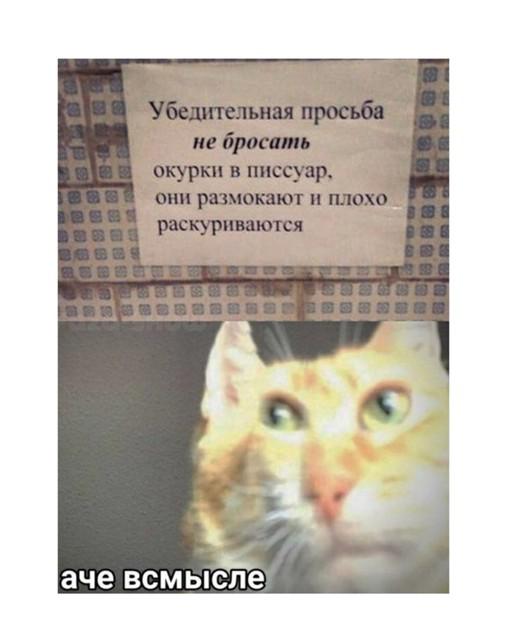 Убедительная просьба
не бросать
окурки в писсуар,
они размокают и плохо
раскуриваются
аче всмысле